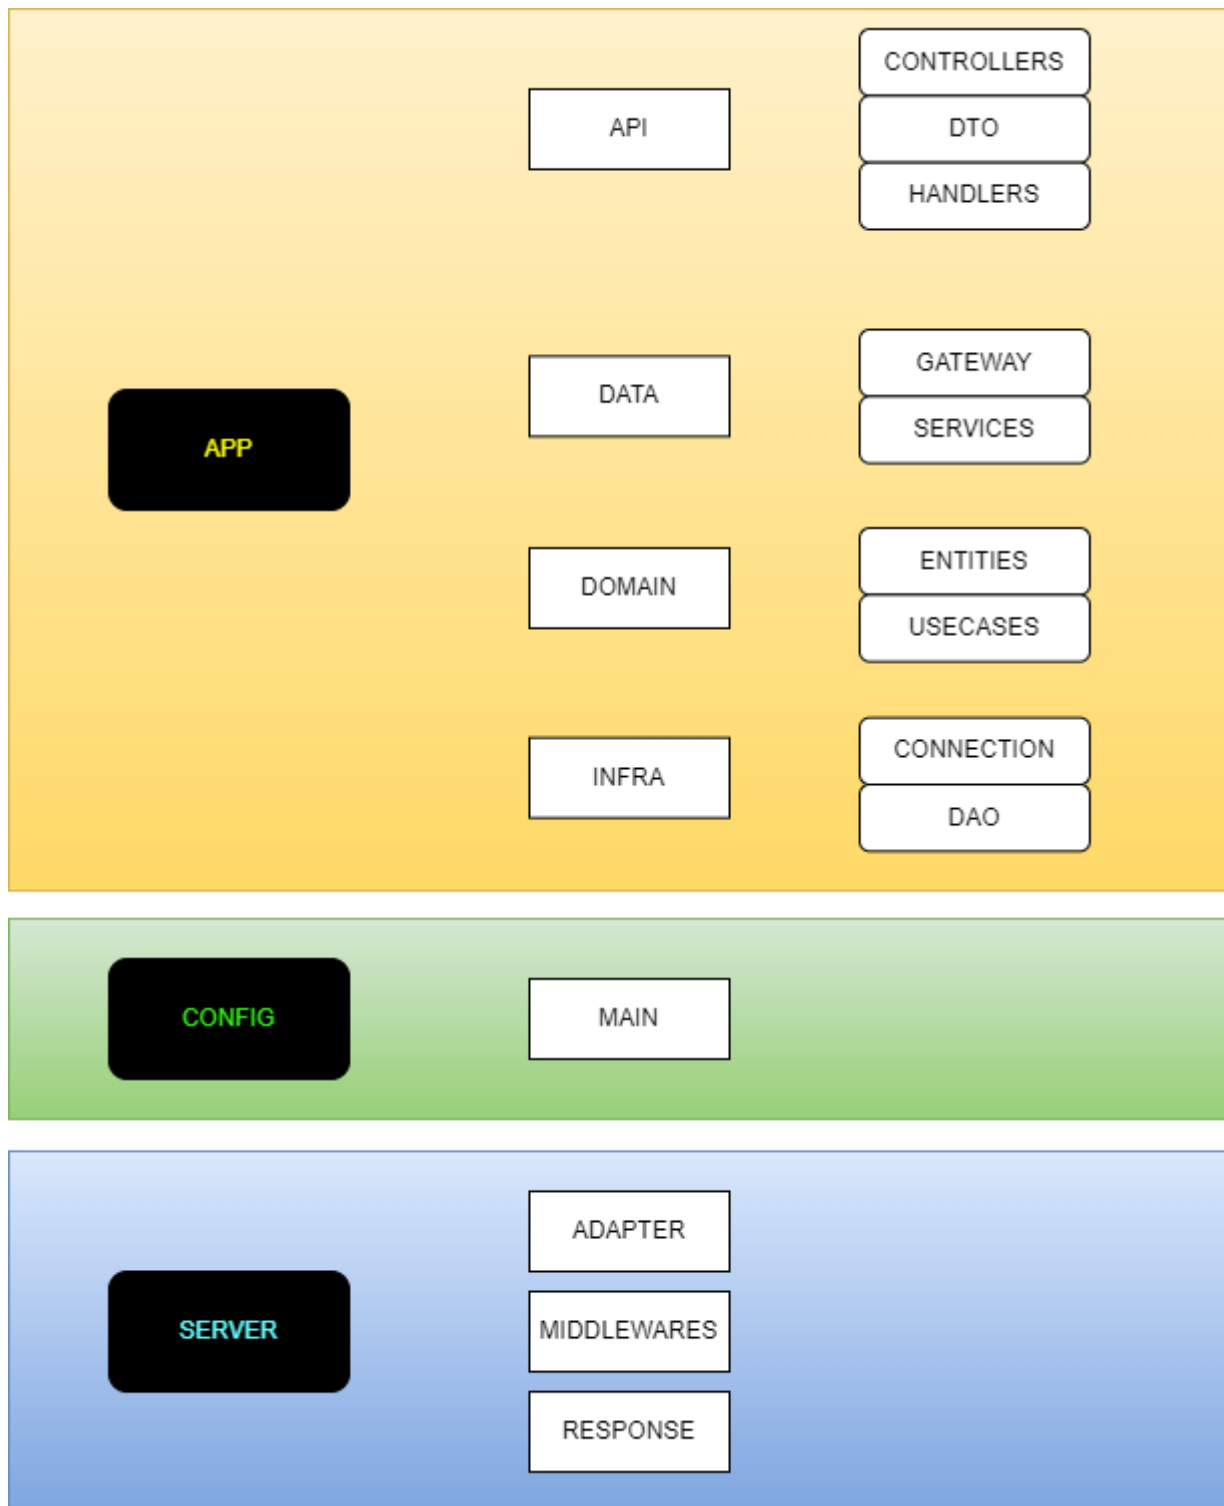 CONTROLLERS
API
DTO
HANDLERS
GATEWAY
DATA
SERVICES
APP
ENTITIES
DOMAIN
USECASES
CONNECTION
INFRA
DAO
CONFIG
MAIN
ADAPTER
SERVER
MIDDLEWARES
RESPONSE